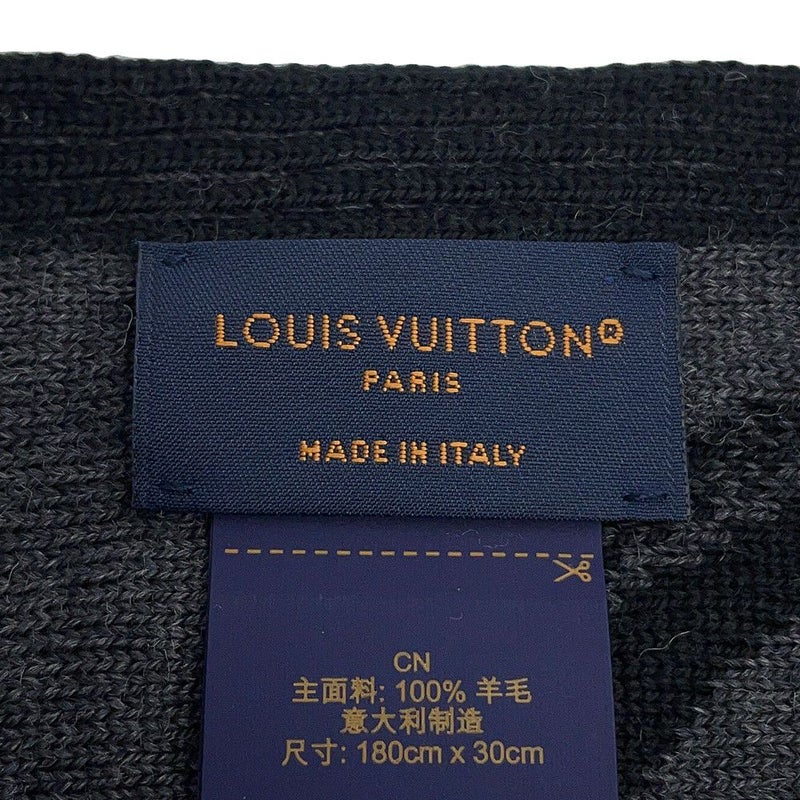 LOUIS VUITTON®
PARIS
MADE IN ITALY
CN
主面料: 100% 羊毛
意大利制造
尺寸: 180cm x 30cm